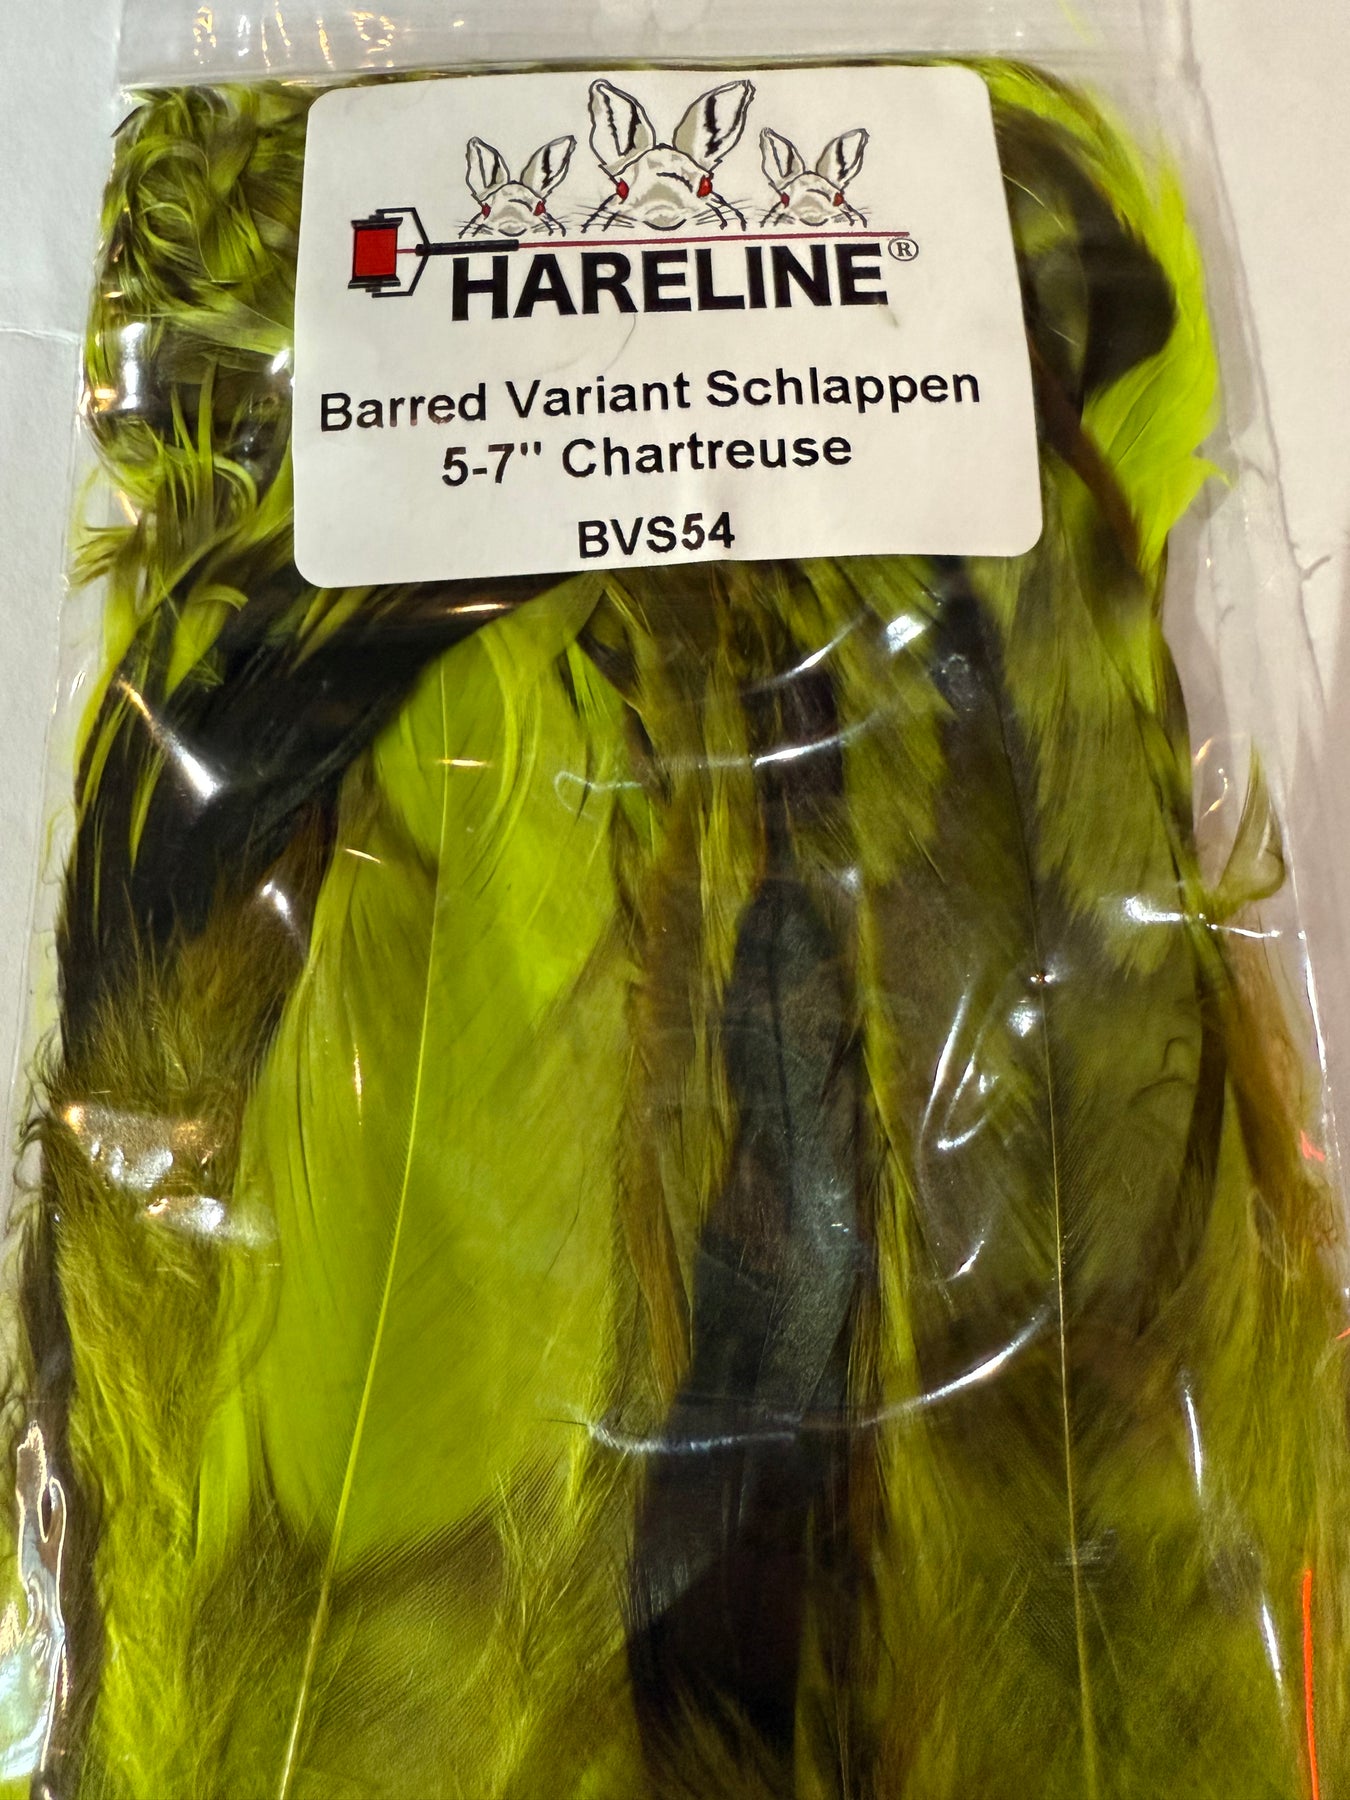 HARELINE®
Barred Variant Schlappen
5-7" Chartreuse
BVS54